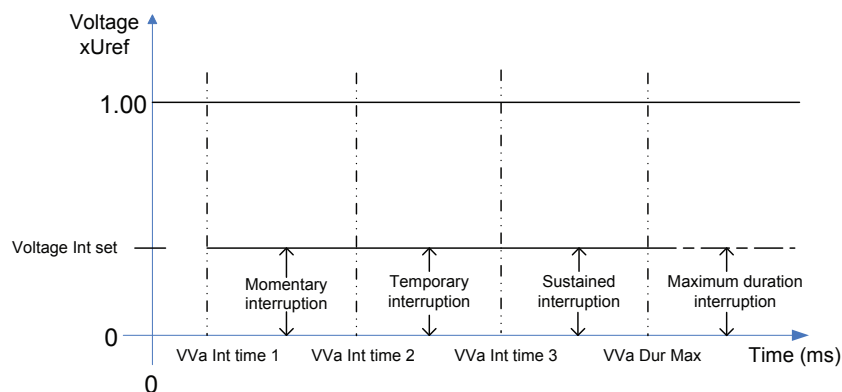 Voltage
xUref
1.00
Voltage Int set
Momentary
interruption
Temporary
interruption
Sustained
interruption
Maximum duration
interruption
0
VVa Int time 1
VVa Int time 2
VVa Int time 3
VVa Dur Max
Time (ms)
0